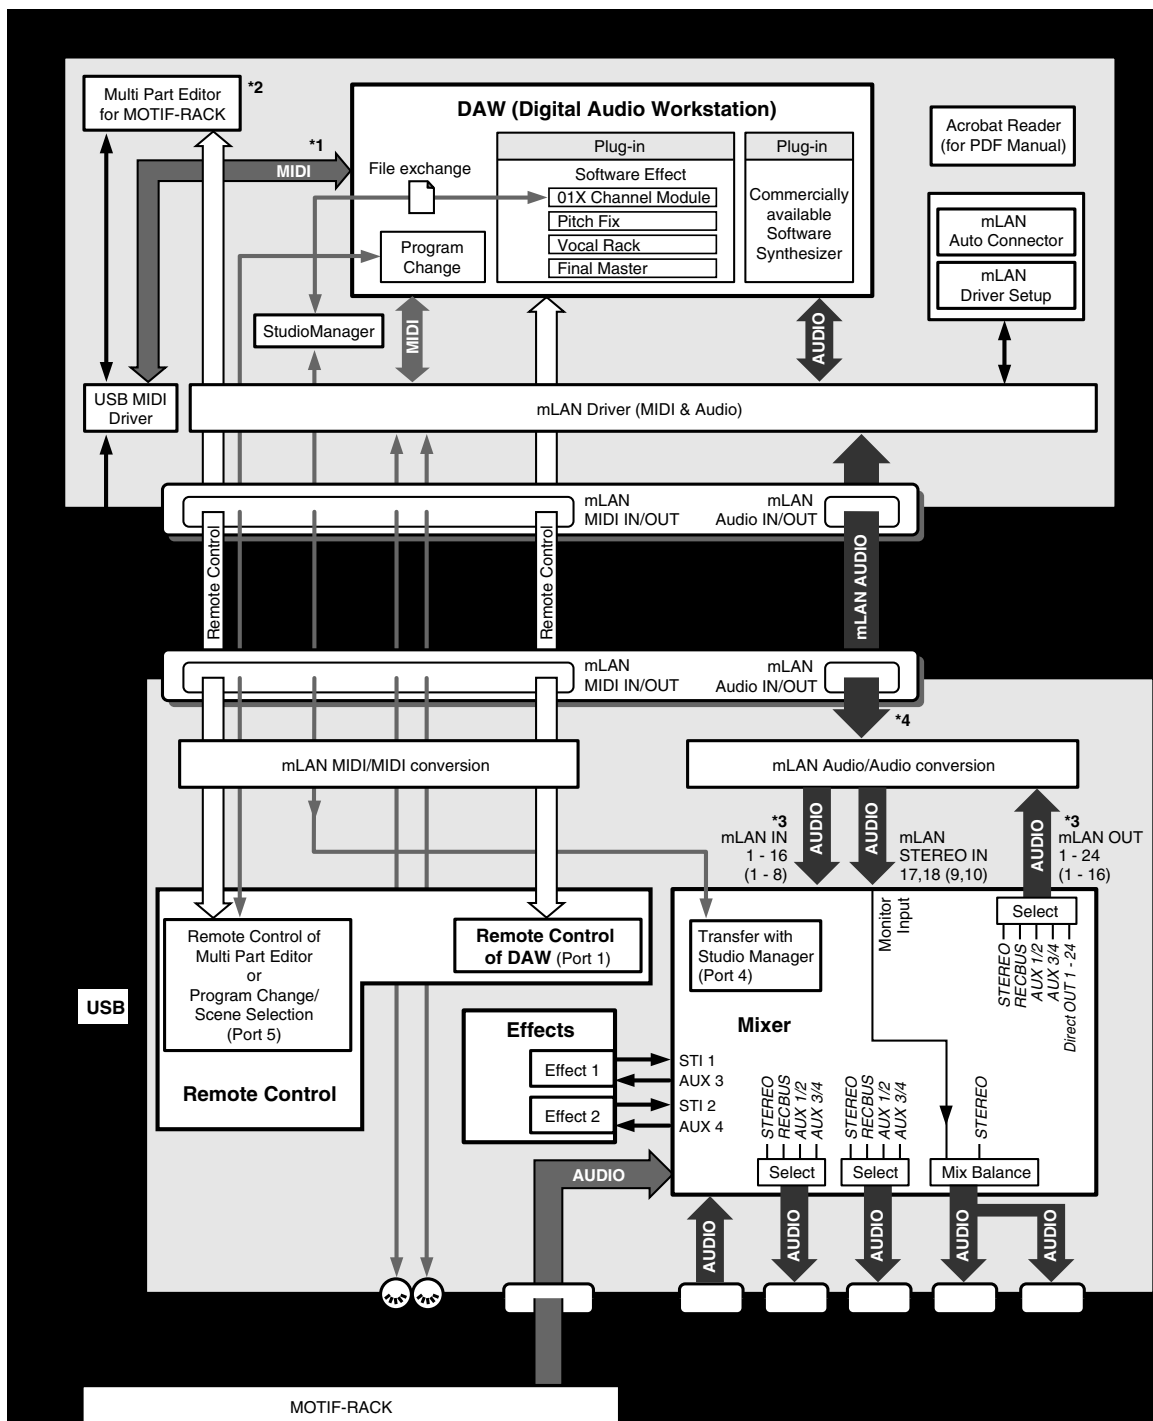 Multi Part Editor
for MOTIF-RACK
*2
*1
MIDI
DAW (Digital Audio Workstation)
File exchange
Program
Change
Plug-in
Software Effect
01X Channel Module
Pitch Fix
Vocal Rack
Final Master
Plug-in
Commercially
available
Software
Synthesizer
Acrobat Reader
(for PDF Manual)
mLAN
Auto Connector
mLAN
Driver Setup
StudioManager
MIDI
AUDIO
USB MIDI
Driver
mLAN Driver (MIDI & Audio)
mLAN
MIDI IN/OUT
mLAN
Audio IN/OUT
Remote Control
Remote Control
mLAN AUDIO
mLAN
MIDI IN/OUT
mLAN
Audio IN/OUT
*4
mLAN MIDI/MIDI conversion
mLAN Audio/Audio conversion
*3
mLAN IN
1 - 16
(1 - 8)
AUDIO
AUDIO
mLAN
STEREO IN
17,18 (9,10)
AUDIO
*3
mLAN OUT
1 - 24
(1 - 16)
Remote Control of
Multi Part Editor
or
Program Change/
Scene Selection
(Port 5)
Remote Control
of DAW (Port 1)
Remote Control
USB
Transfer with
Studio Manager
(Port 4)
Monitor
Input
Select
STEREO
RECBUS
AUX 1/2
AUX 3/4
Direct OUT 1 - 24
Mixer
Effects
Effect 1
Effect 2
STI 1
AUX 3
STI 2
AUX 4
STEREO
RECBUS
AUX 1/2
AUX 3/4
Select
STEREO
RECBUS
AUX 1/2
AUX 3/4
Select
STEREO
Mix Balance
AUDIO
AUDIO
AUDIO
AUDIO
AUDIO
AUDIO
MOTIF-RACK